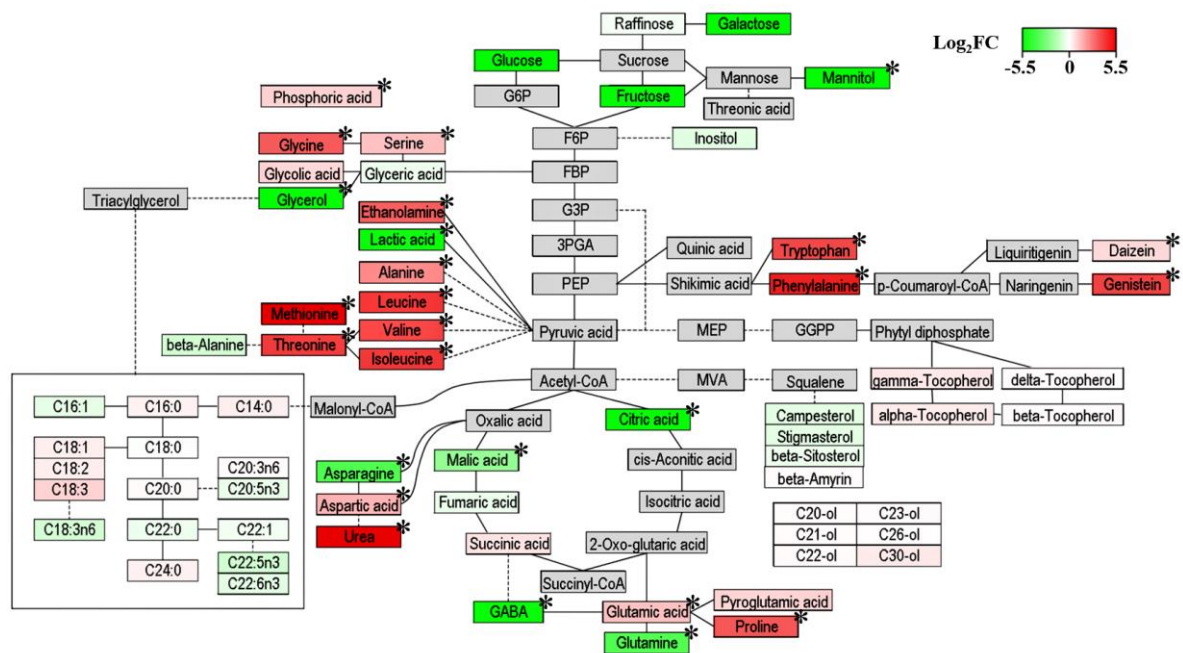 Raffinose
Galactose
Log₂FC
-5.5 0 5.5
Glucose
Sucrose
Mannose
Mannitol*
Phosphoric acid*
G6P
Fructose
Threonic acid
Glycine*
Serine*
F6P
Inositol
Glycolic acid
Glyceric acid
FBP
Triacylglycerol
Glycerol*
Ethanolamine*
G3P
Lactic acid*
3PGA
Quinic acid
Tryptophan*
Liquiritigenin
Daizein*
Alanine*
PEP
Shikimic acid
Phenylalanine*
p-Coumaroyl-CoA
Naringenin
Genistein*
Leucine*
Methionine*
Valine*
Pyruvic acid
MEP
GGPP
Phytyl diphosphate
beta-Alanine
Threonine*
Isoleucine*
Acetyl-CoA
MVA
Squalene
gamma-Tocopherol
delta-Tocopherol
C16:1
C16:0
C14:0
Malonyl-CoA
Oxalic acid
Citric acid*
Campesterol
alpha-Tocopherol
beta-Tocopherol
C18:1
C18:0
Stigmasterol
C18:2
C20:3n6
Asparagine*
Malic acid*
cis-Aconitic acid
beta-Sitosterol
C18:3
C20:0
C20:5n3
beta-Amyrin
Aspartic acid*
Fumaric acid
Isocitric acid
C18:3n6
C22:0
C22:1
Urea*
C20-ol
C23-ol
C21-ol
C26-ol
C22-ol
C30-ol
Succinic acid
2-Oxo-glutaric acid
C24:0
C22:5n3
C22:6n3
Succinyl-CoA
GABA*
Glutamic acid*
Pyroglutamic acid
Proline*
Glutamine*